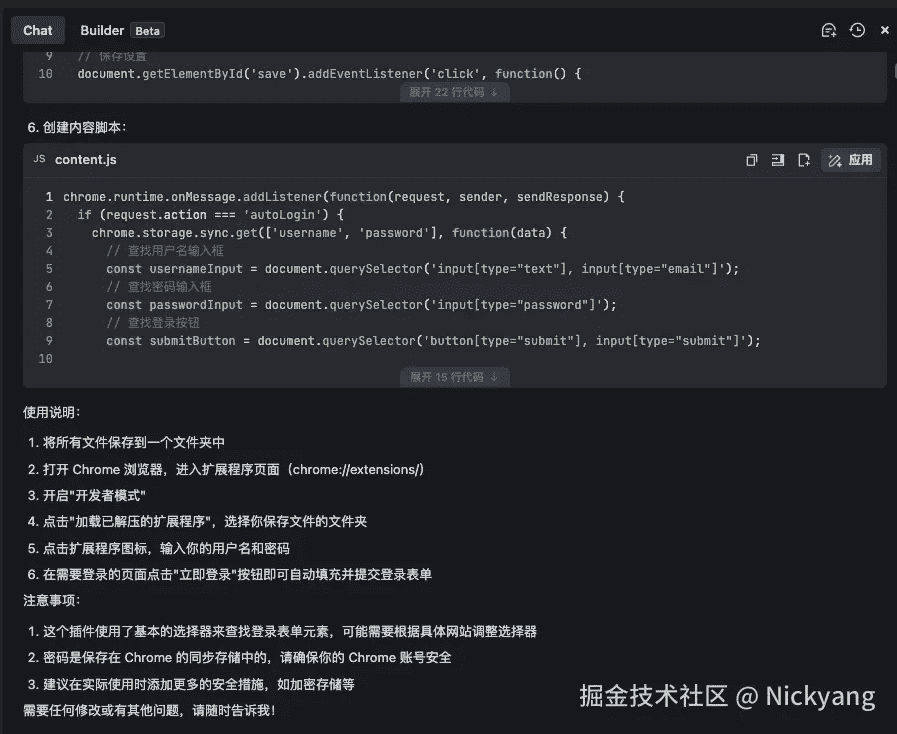 Chat Builder Beta
9 // 保存设置
10 document.getElementById('save').addEventListener('click', function() {
展开 22 行代码 ↓
6. 创建内容脚本：
JS content.js 应用
1 chrome.runtime.onMessage.addListener(function(request, sender, sendResponse) {
2 if (request.action === 'autoLogin') {
3 chrome.storage.sync.get(['username', 'password'], function(data) {
4 // 查找用户名输入框
5 const usernameInput = document.querySelector('input[type="text"], input[type="email"]');
6 // 查找密码输入框
7 const passwordInput = document.querySelector('input[type="password"]');
8 // 查找登录按钮
9 const submitButton = document.querySelector('button[type="submit"], input[type="submit"]');
10
展开 15 行代码 ↓
使用说明：
1. 将所有文件保存到一个文件夹中
2. 打开 Chrome 浏览器，进入扩展程序页面（chrome://extensions/）
3. 开启"开发者模式"
4. 点击"加载已解压的扩展程序"，选择你保存文件的文件夹
5. 点击扩展程序图标，输入你的用户名和密码
6. 在需要登录的页面点击"立即登录"按钮即可自动填充并提交登录表单
注意事项：
1. 这个插件使用了基本的选择器来查找登录表单元素，可能需要根据具体网站调整选择器
2. 密码是保存在 Chrome 的同步存储中的，请确保你的 Chrome 账号安全
3. 建议在实际使用时添加更多的安全措施，如加密存储等
需要任何修改或有其他问题，请随时告诉我！
掘金技术社区 @ Nickyang